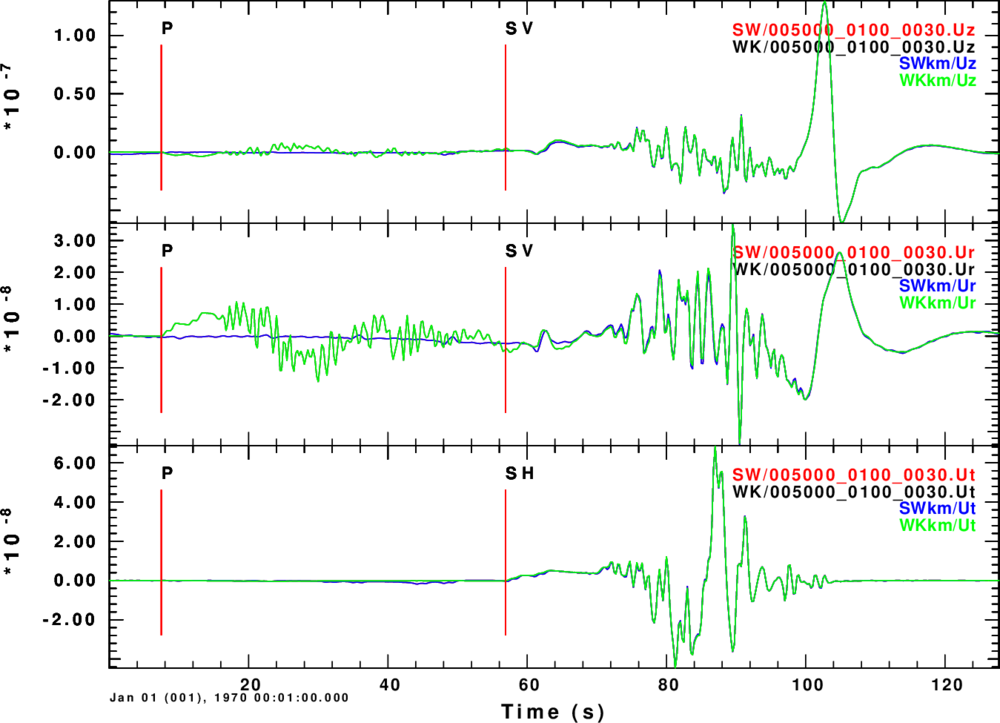 P
SV
SW/005000_0100_0030.Uz
WK/005000_0100_0030.Uz
SWkm/Uz
WKkm/Uz
1.00
0.50
0.00
*10 -7
P
SV
SW/005000_0100_0030.Ur
WK/005000_0100_0030.Ur
SWkm/Ur
WKkm/Ur
3.00
2.00
1.00
0.00
-1.00
-2.00
*10 -8
P
SH
SW/005000_0100_0030.Ut
WK/005000_0100_0030.Ut
SWkm/Ut
WKkm/Ut
6.00
4.00
2.00
0.00
-2.00
*10 -8
20 40 60 80 100 120
Jan 01 (001), 1970 00:01:00.000
Time (s)